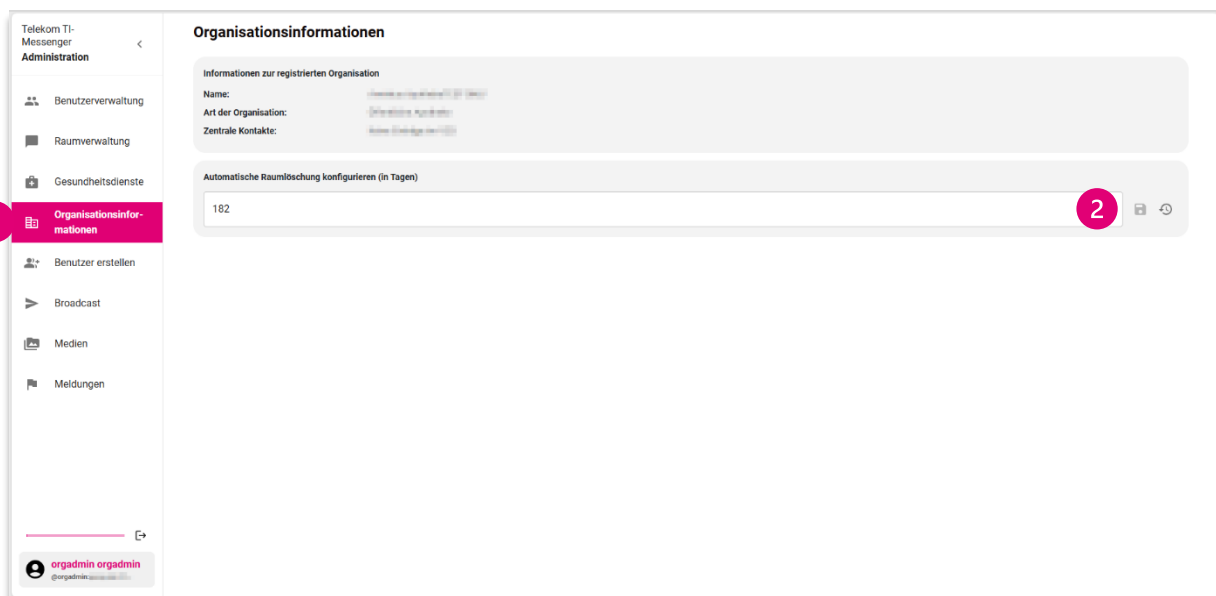 Telekom TI-
Messenger
Administration
Benutzerverwaltung
Raumverwaltung
Gesundheitsdienste
Organisationsinfor-
mationen
Benutzer erstellen
Broadcast
Medien
Meldungen
orgadmin orgadmin
@orgadmin
Organisationsinformationen
Informationen zur registrierten Organisation
Name:
Art der Organisation:
Zentrale Kontakte:
Automatische Raumlöschung konfigurieren (in Tagen)
182
2